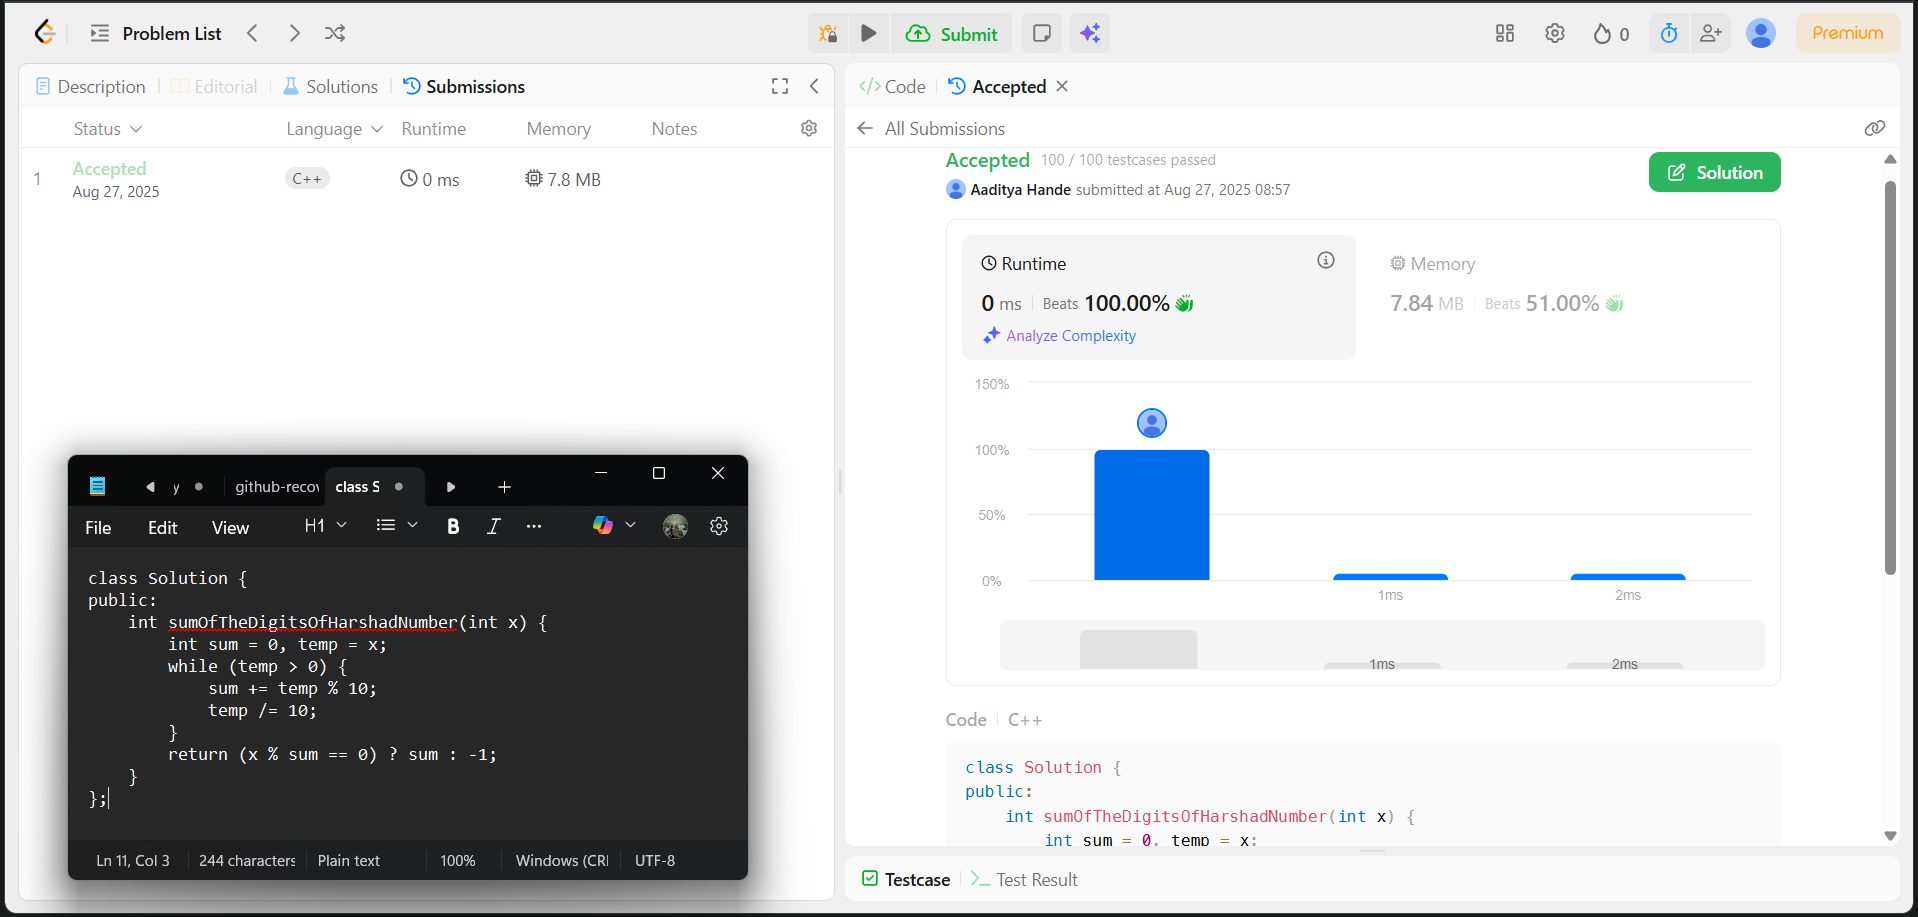 Problem List
Submit
0
Premium
Description
Editorial
Solutions
Submissions
Status
Language
Runtime
Memory
Notes
1
Accepted
Aug 27, 2025
C++
0 ms
7.8 MB
y
github-recov
class S
File
Edit
View
H1
B
I
class Solution {
public:
    int sumOfTheDigitsOfHarshadNumber(int x) {
        int sum = 0, temp = x;
        while (temp > 0) {
            sum += temp % 10;
            temp /= 10;
        }
        return (x % sum == 0) ? sum : -1;
    }
};
Ln 11, Col 3
244 characters
Plain text
100%
Windows (CRI
UTF-8
Code
Accepted
All Submissions
Accepted
100 / 100 testcases passed
Aaditya Hande submitted at Aug 27, 2025 08:57
Solution
Runtime
0 ms
Beats 100.00%
Analyze Complexity
Memory
7.84 MB
Beats 51.00%
150%
100%
50%
0%
1ms
2ms
1ms
2ms
Code
C++
class Solution {
public:
    int sumOfTheDigitsOfHarshadNumber(int x) {
        int sum = 0, temp = x;
Testcase
Test Result